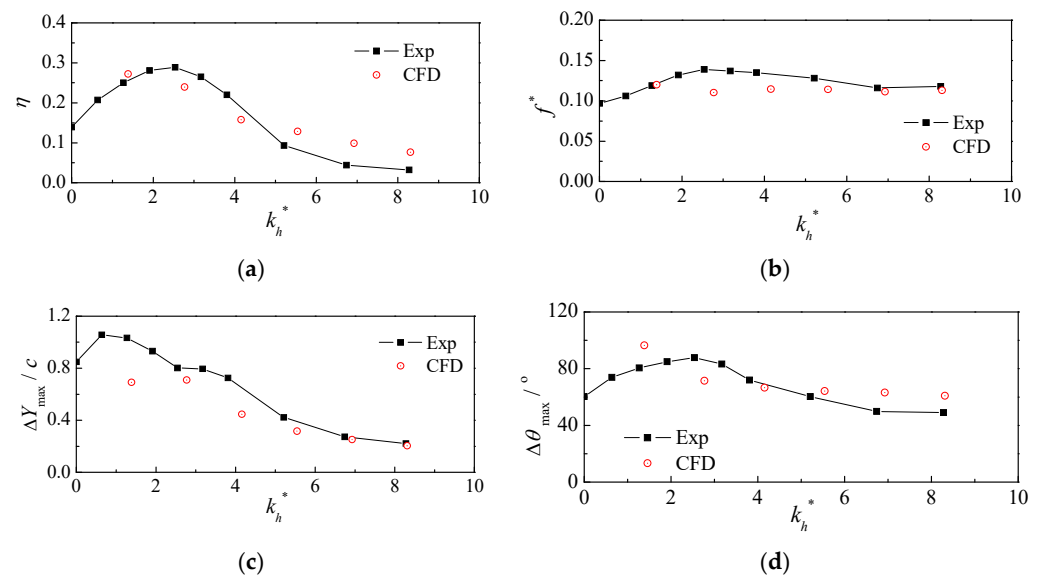 0.4
0.3
0.2
0.1
0.0
η
0 2 4 6 8 10
k_h^*
Exp
CFD
(a)
0.20
0.15
0.10
0.05
0.00
f^*
0 2 4 6 8 10
k_h^*
Exp
CFD
(b)
1.2
0.8
0.4
0.0
ΔY_max / c
0 2 4 6 8 10
k_h^*
Exp
CFD
(c)
120
80
40
0
Δθ_max / °
0 2 4 6 8 10
k_h^*
Exp
CFD
(d)